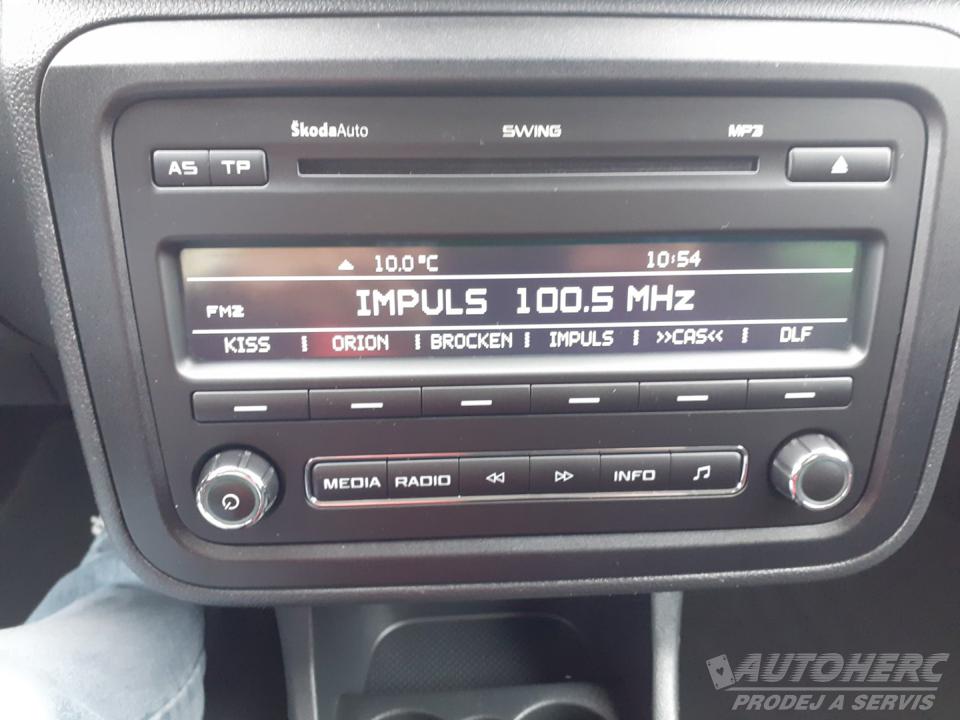 ŠkodaAuto SWING MP3
AS TP
10.0°C 10:54
FM2 IMPULS 100.5 MHz
KISS ORION BROCKEN IMPULS »CAS« DLF
MEDIA RADIO INFO
AUTOHERC
PRODEJ A SERVIS